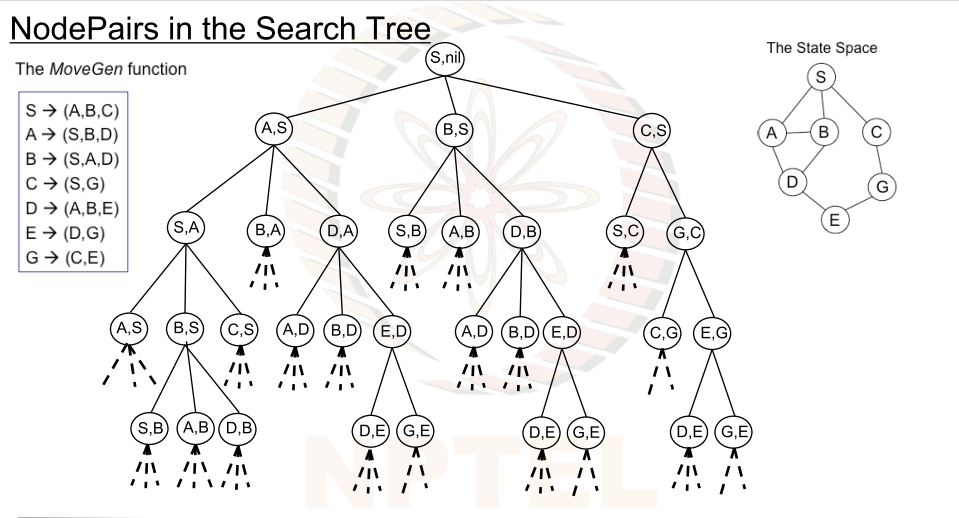 NodePairs in the Search Tree
The MoveGen function
S → (A,B,C)
A → (S,B,D)
B → (S,A,D)
C → (S,G)
D → (A,B,E)
E → (D,G)
G → (C,E)
S,nil
A,S B,S C,S
S,A B,A D,A S,B A,B D,B S,C G,C
A,S B,S C,S A,D B,D E,D A,D B,D E,D C,G E,G
S,B A,B D,B D,E G,E D,E G,E D,E G,E
The State Space
S
A B C
D G
E
NPTEL